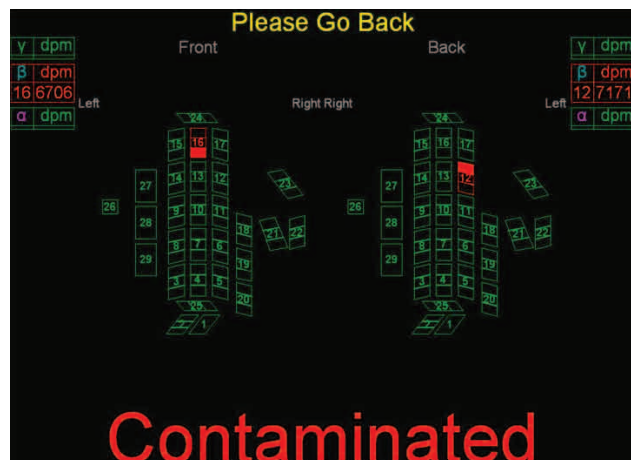 Please Go Back
Front Back
γ dpm γ dpm
β dpm β dpm
16 6706 12 7171
Left Right Right Left
α dpm α dpm
24 24
15 16 17 15 16 17
27 14 13 12 23 27 14 13 12 23
26 26
28 9 10 11 28 9 10 11
18 21 22 18 21 22
8 7 6 8 7 6
29 19 29 19
3 4 5 3 4 5
20 20
25 25
1 1
Contaminated